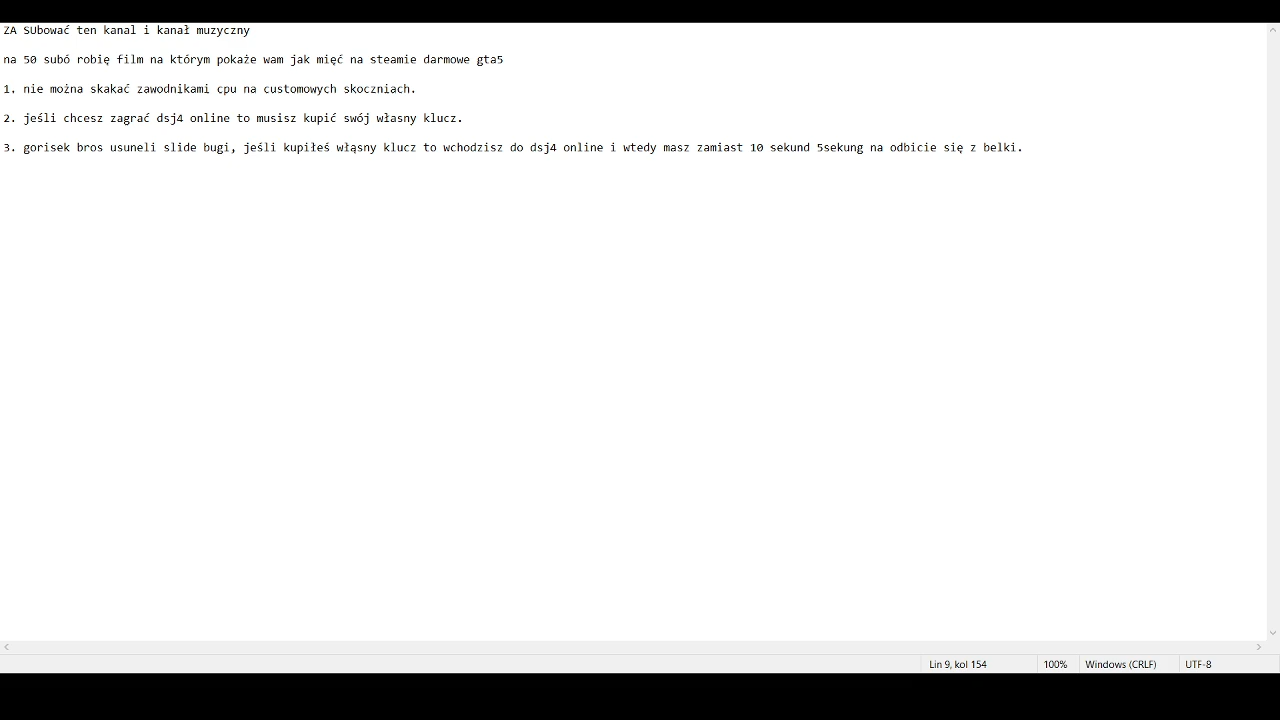 ZA SUbować ten kanal i kanał muzyczny
na 50 subó robię film na którym pokaże wam jak mięć na steamie darmowe gta5
1. nie można skakać zawodnikami cpu na customowych skoczniach.
2. jeśli chcesz zagrać dsj4 online to musisz kupić swój własny klucz.
3. gorisek bros usuneli slide bugi, jeśli kupiłeś włąsny klucz to wchodzisz do dsj4 online i wtedy masz zamiast 10 sekund 5sekung na odbicie się z belki.
Lin 9, kol 154 100% Windows (CRLF) UTF-8